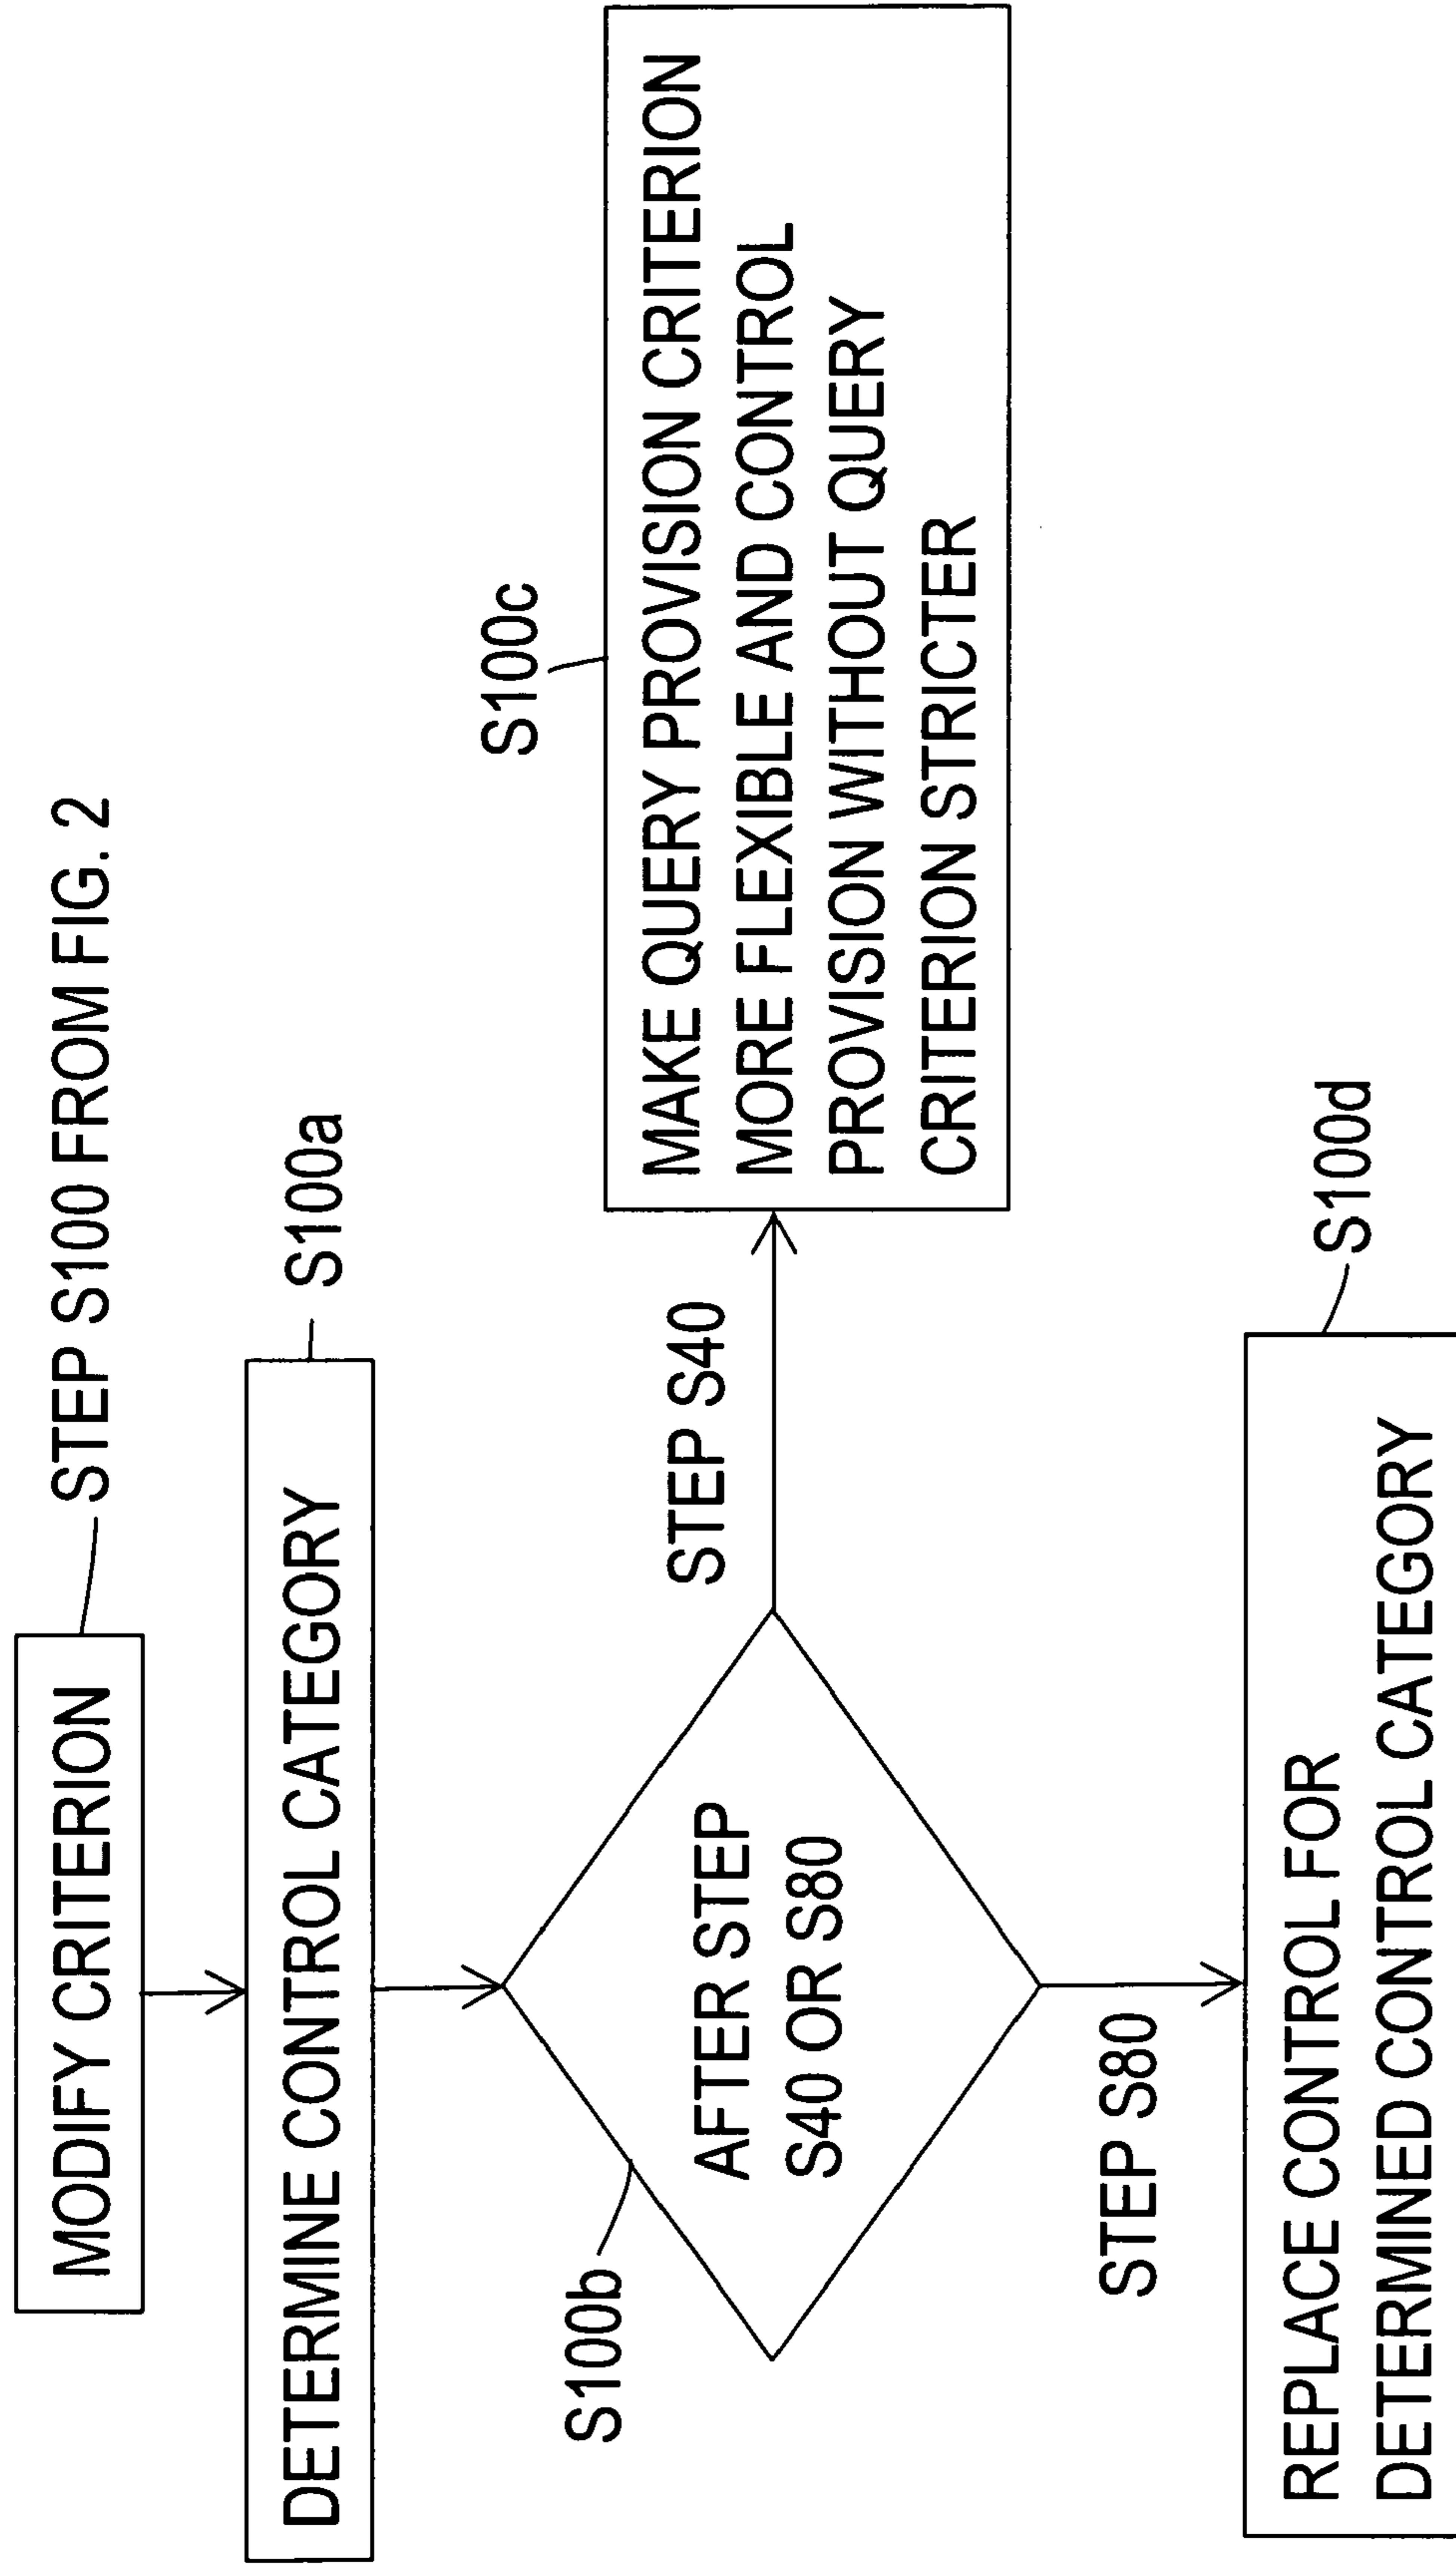 MODIFY CRITERION
STEP S100 FROM FIG. 2
DETERMINE CONTROL CATEGORY
S100a
S100b
AFTER STEP
S40 OR S80
STEP S40
S100c
MAKE QUERY PROVISION CRITERION
MORE FLEXIBLE AND CONTROL
PROVISION WITHOUT QUERY
CRITERION STRICTER
STEP S80
S100d
REPLACE CONTROL FOR
DETERMINED CONTROL CATEGORY